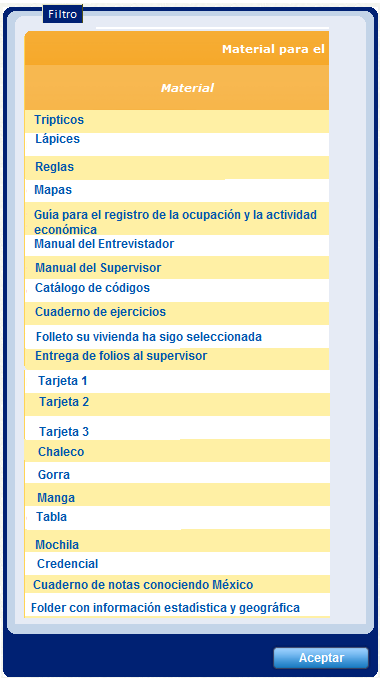 Filtro
Material para el
Material
Tripticos
Lápices
Reglas
Mapas
Guía para el registro de la ocupación y la actividad
económica
Manual del Entrevistador
Manual del Supervisor
Catálogo de códigos
Cuaderno de ejercicios
Folleto su vivienda ha sigo seleccionada
Entrega de folios al supervisor
Tarjeta 1
Tarjeta 2
Tarjeta 3
Chaleco
Gorra
Manga
Tabla
Mochila
Credencial
Cuaderno de notas conociendo México
Folder con información estadística y geográfica
Aceptar